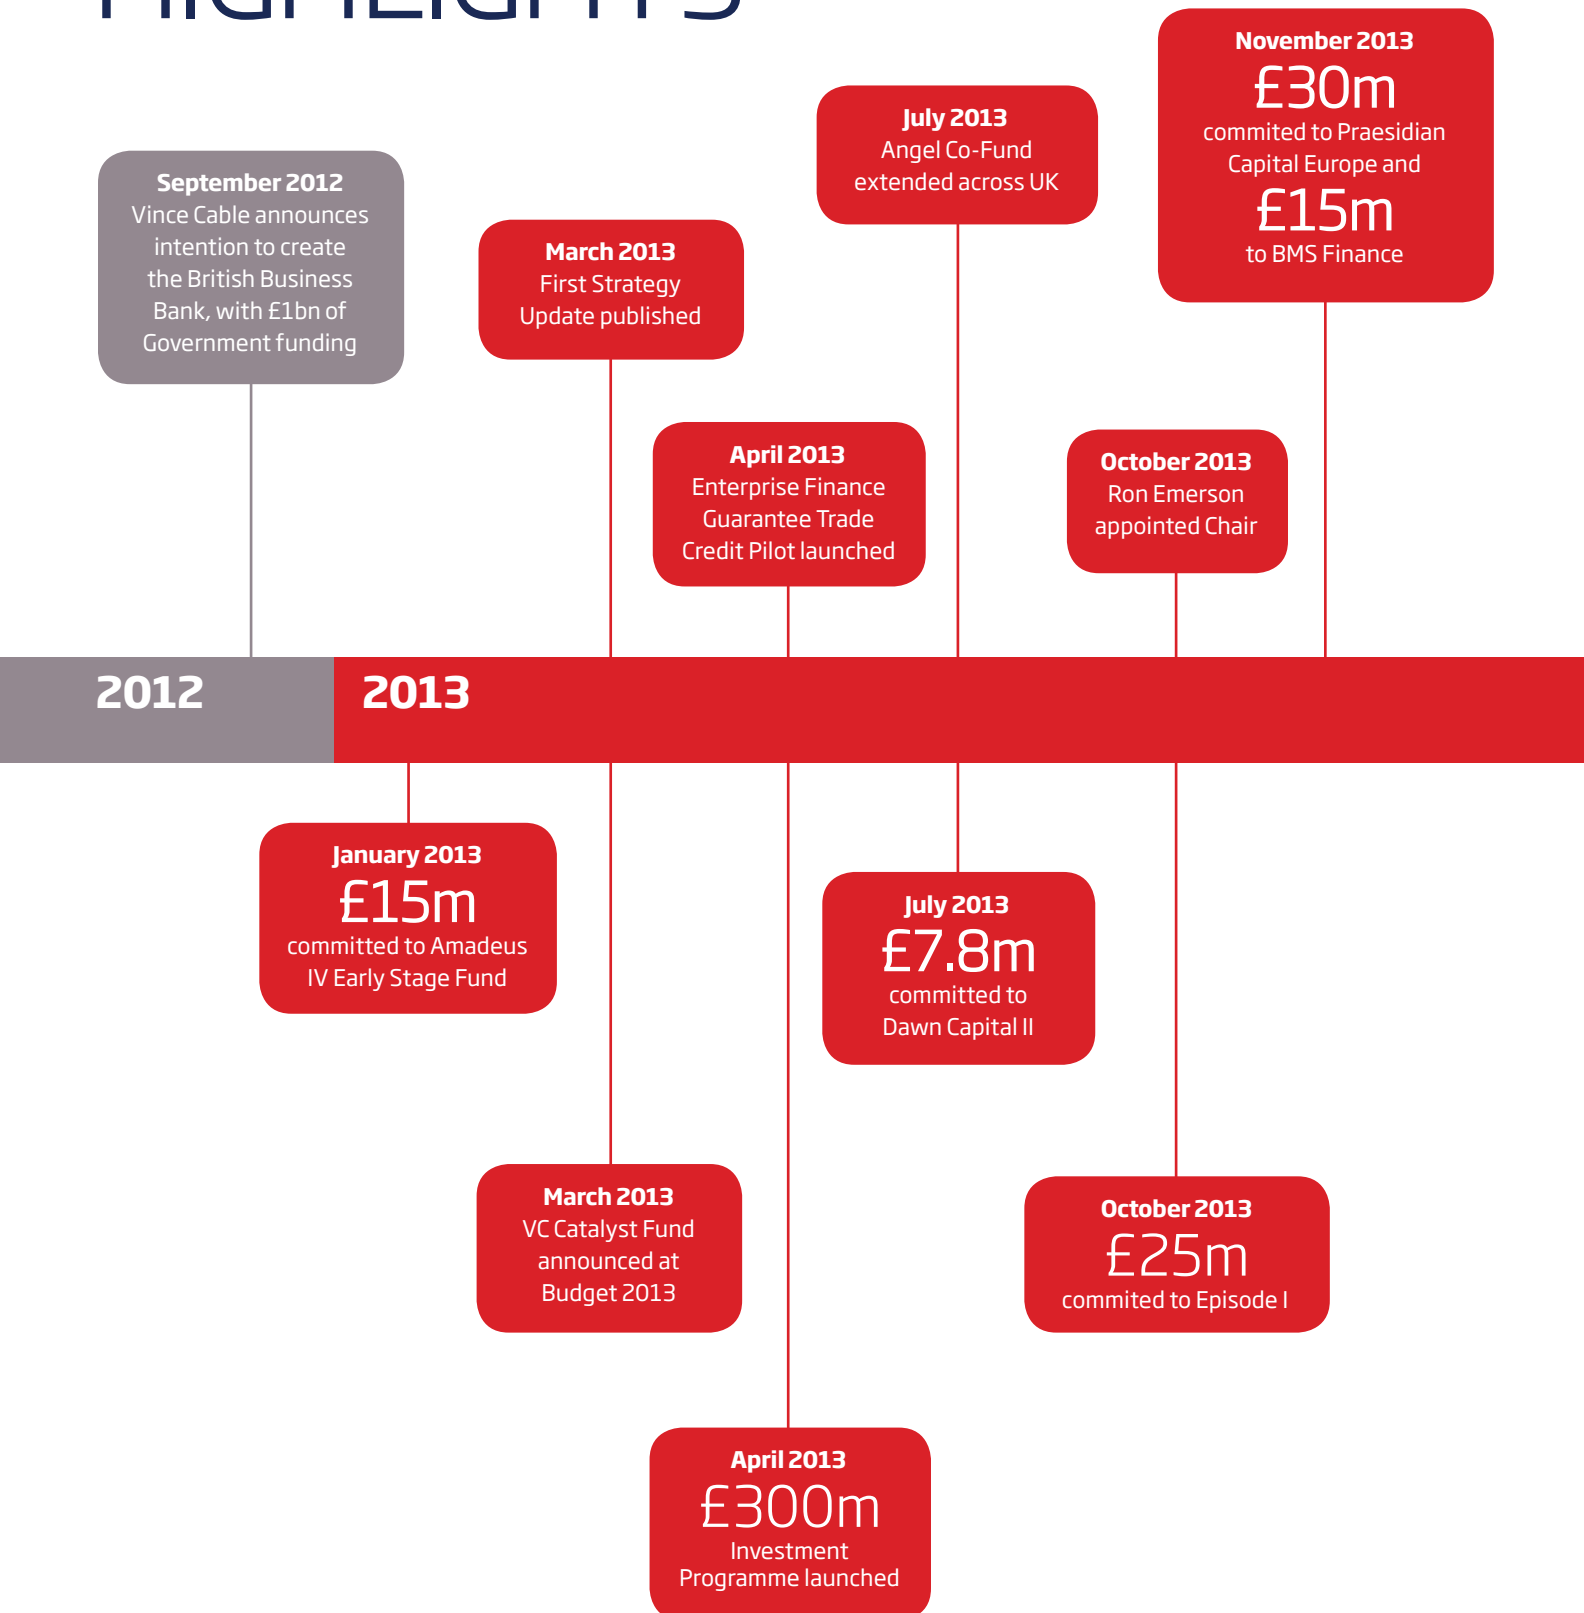 HIGHLIGHTS
September 2012
Vince Cable announces
intention to create
the British Business
Bank, with £1bn of
Government funding
March 2013
First Strategy
Update published
April 2013
Enterprise Finance
Guarantee Trade
Credit Pilot launched
July 2013
Angel Co-Fund
extended across UK
October 2013
Ron Emerson
appointed Chair
November 2013
£30m
commited to Praesidian
Capital Europe and
£15m
to BMS Finance
2012
2013
January 2013
£15m
committed to Amadeus
IV Early Stage Fund
March 2013
VC Catalyst Fund
announced at
Budget 2013
April 2013
£300m
Investment
Programme launched
July 2013
£7.8m
committed to
Dawn Capital II
October 2013
£25m
commited to Episode I